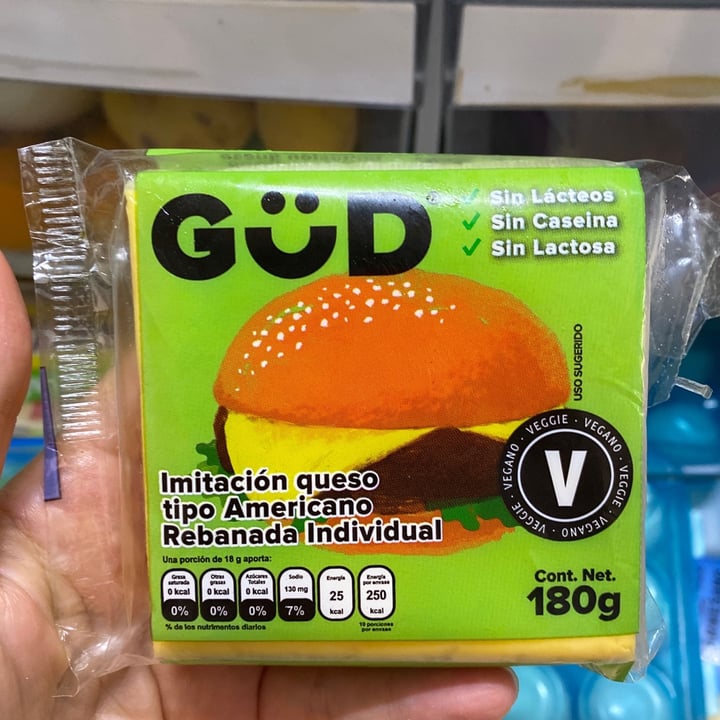 GÜD
Sin Lácteos
Sin Caseina
Sin Lactosa
USO SUGERIDO
VEGGIE · VEGANO · VEGGIE · VEGANO · VEGGIE · VEGANO ·
V
Imitación queso
tipo Americano
Rebanada Individual
Una porción de 18 g aporta:
Grasa saturada 0 kcal 0%
Otras grasas 0 kcal 0%
Azúcares Totales 0 kcal 0%
Sodio 130 mg 7%
Energía 25 kcal
Energía por envase 250 kcal
% de los nutrimentos diarios
10 porciones por envase
Cont. Net.
180g